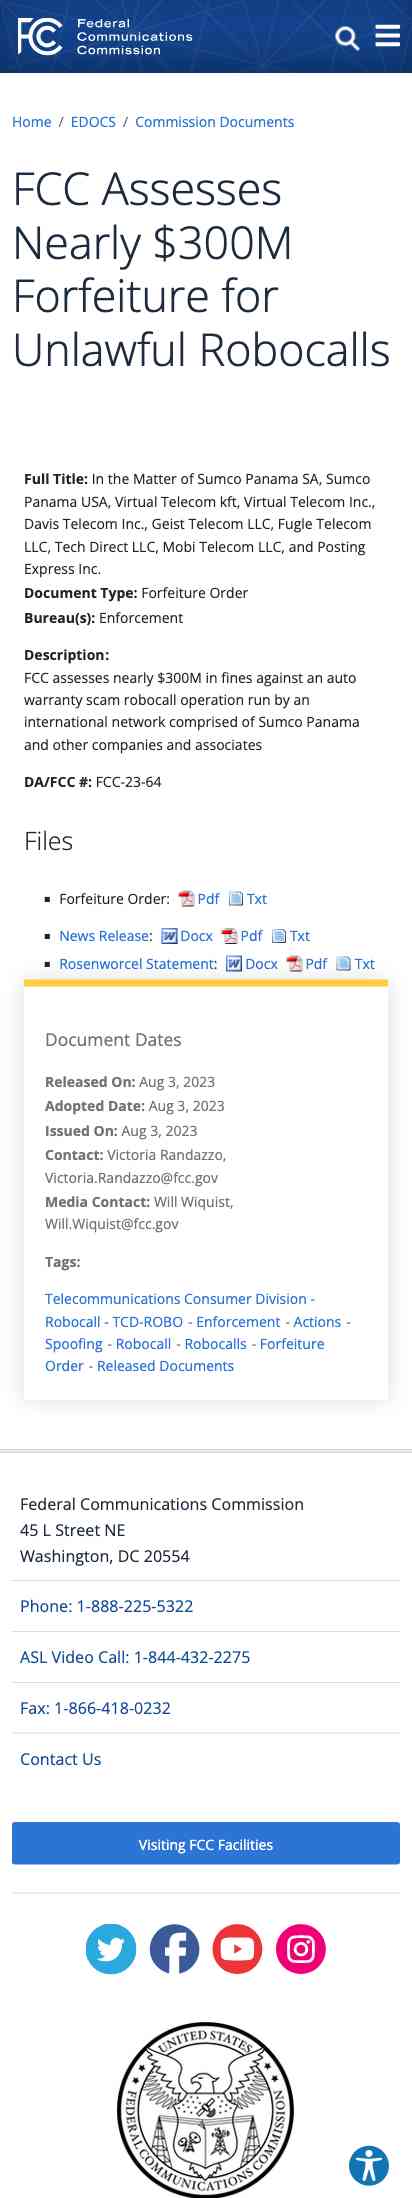 FCC Federal
Communications
Commission
Home / EDOCS / Commission Documents
FCC Assesses
Nearly $300M
Forfeiture for
Unlawful Robocalls
Full Title: In the Matter of Sumco Panama SA, Sumco
Panama USA, Virtual Telecom kft, Virtual Telecom Inc.,
Davis Telecom Inc., Geist Telecom LLC, Fugle Telecom
LLC, Tech Direct LLC, Mobi Telecom LLC, and Posting
Express Inc.
Document Type: Forfeiture Order
Bureau(s): Enforcement
Description:
FCC assesses nearly $300M in fines against an auto
warranty scam robocall operation run by an
international network comprised of Sumco Panama
and other companies and associates
DA/FCC #: FCC-23-64
Files
Forfeiture Order: Pdf Txt
News Release: Docx Pdf Txt
Rosenworcel Statement: Docx Pdf Txt
Document Dates
Released On: Aug 3, 2023
Adopted Date: Aug 3, 2023
Issued On: Aug 3, 2023
Contact: Victoria Randazzo,
Victoria.Randazzo@fcc.gov
Media Contact: Will Wiquist,
Will.Wiquist@fcc.gov
Tags:
Telecommunications Consumer Division -
Robocall - TCD-ROBO - Enforcement - Actions -
Spoofing - Robocall - Robocalls - Forfeiture
Order - Released Documents
Federal Communications Commission
45 L Street NE
Washington, DC 20554
Phone: 1-888-225-5322
ASL Video Call: 1-844-432-2275
Fax: 1-866-418-0232
Contact Us
Visiting FCC Facilities
UNITED STATES
FEDERAL COMMUNICATIONS COMMISSION